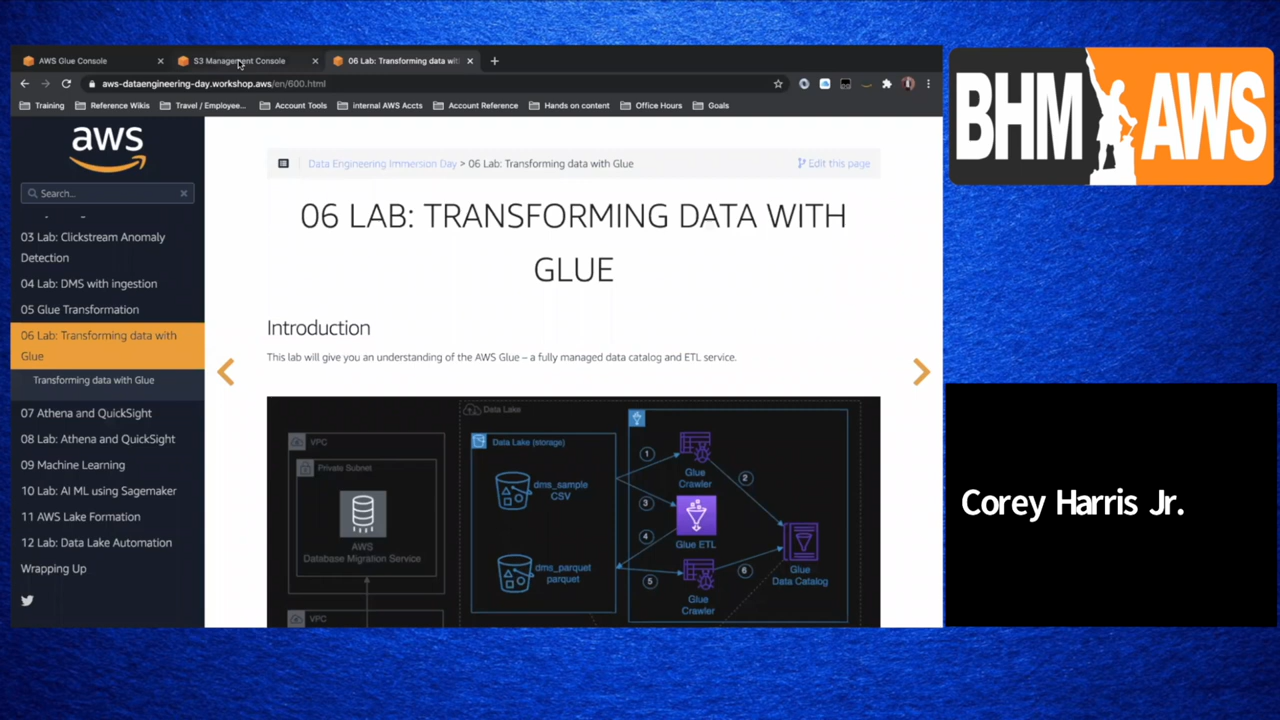 AWS Glue Console
S3 Management Console
06 Lab: Transforming data wit
aws-dataengineering-day.workshop.aws/en/600.html
Training
Reference Wikis
Travel / Employee...
Account Tools
internal AWS Accts
Account Reference
Hands on content
Office Hours
Goals
aws
Search...
03 Lab: Clickstream Anomaly
Detection
04 Lab: DMS with ingestion
05 Glue Transformation
06 Lab: Transforming data with
Glue
Transforming data with Glue
07 Athena and QuickSight
08 Lab: Athena and QuickSight
09 Machine Learning
10 Lab: AI ML using Sagemaker
11 AWS Lake Formation
12 Lab: Data Lake Automation
Wrapping Up
Data Engineering Immersion Day > 06 Lab: Transforming data with Glue
Edit this page
06 LAB: TRANSFORMING DATA WITH
GLUE
Introduction
This lab will give you an understanding of the AWS Glue – a fully managed data catalog and ETL service.
VPC
Private Subnet
AWS
Database Migration Service
VPC
Data Lake
Data Lake (storage)
dms_sample
CSV
dms_parquet
parquet
1
2
3
4
5
6
Glue
Crawler
Glue ETL
Glue
Crawler
Glue
Data Catalog
BHM AWS
Corey Harris Jr.